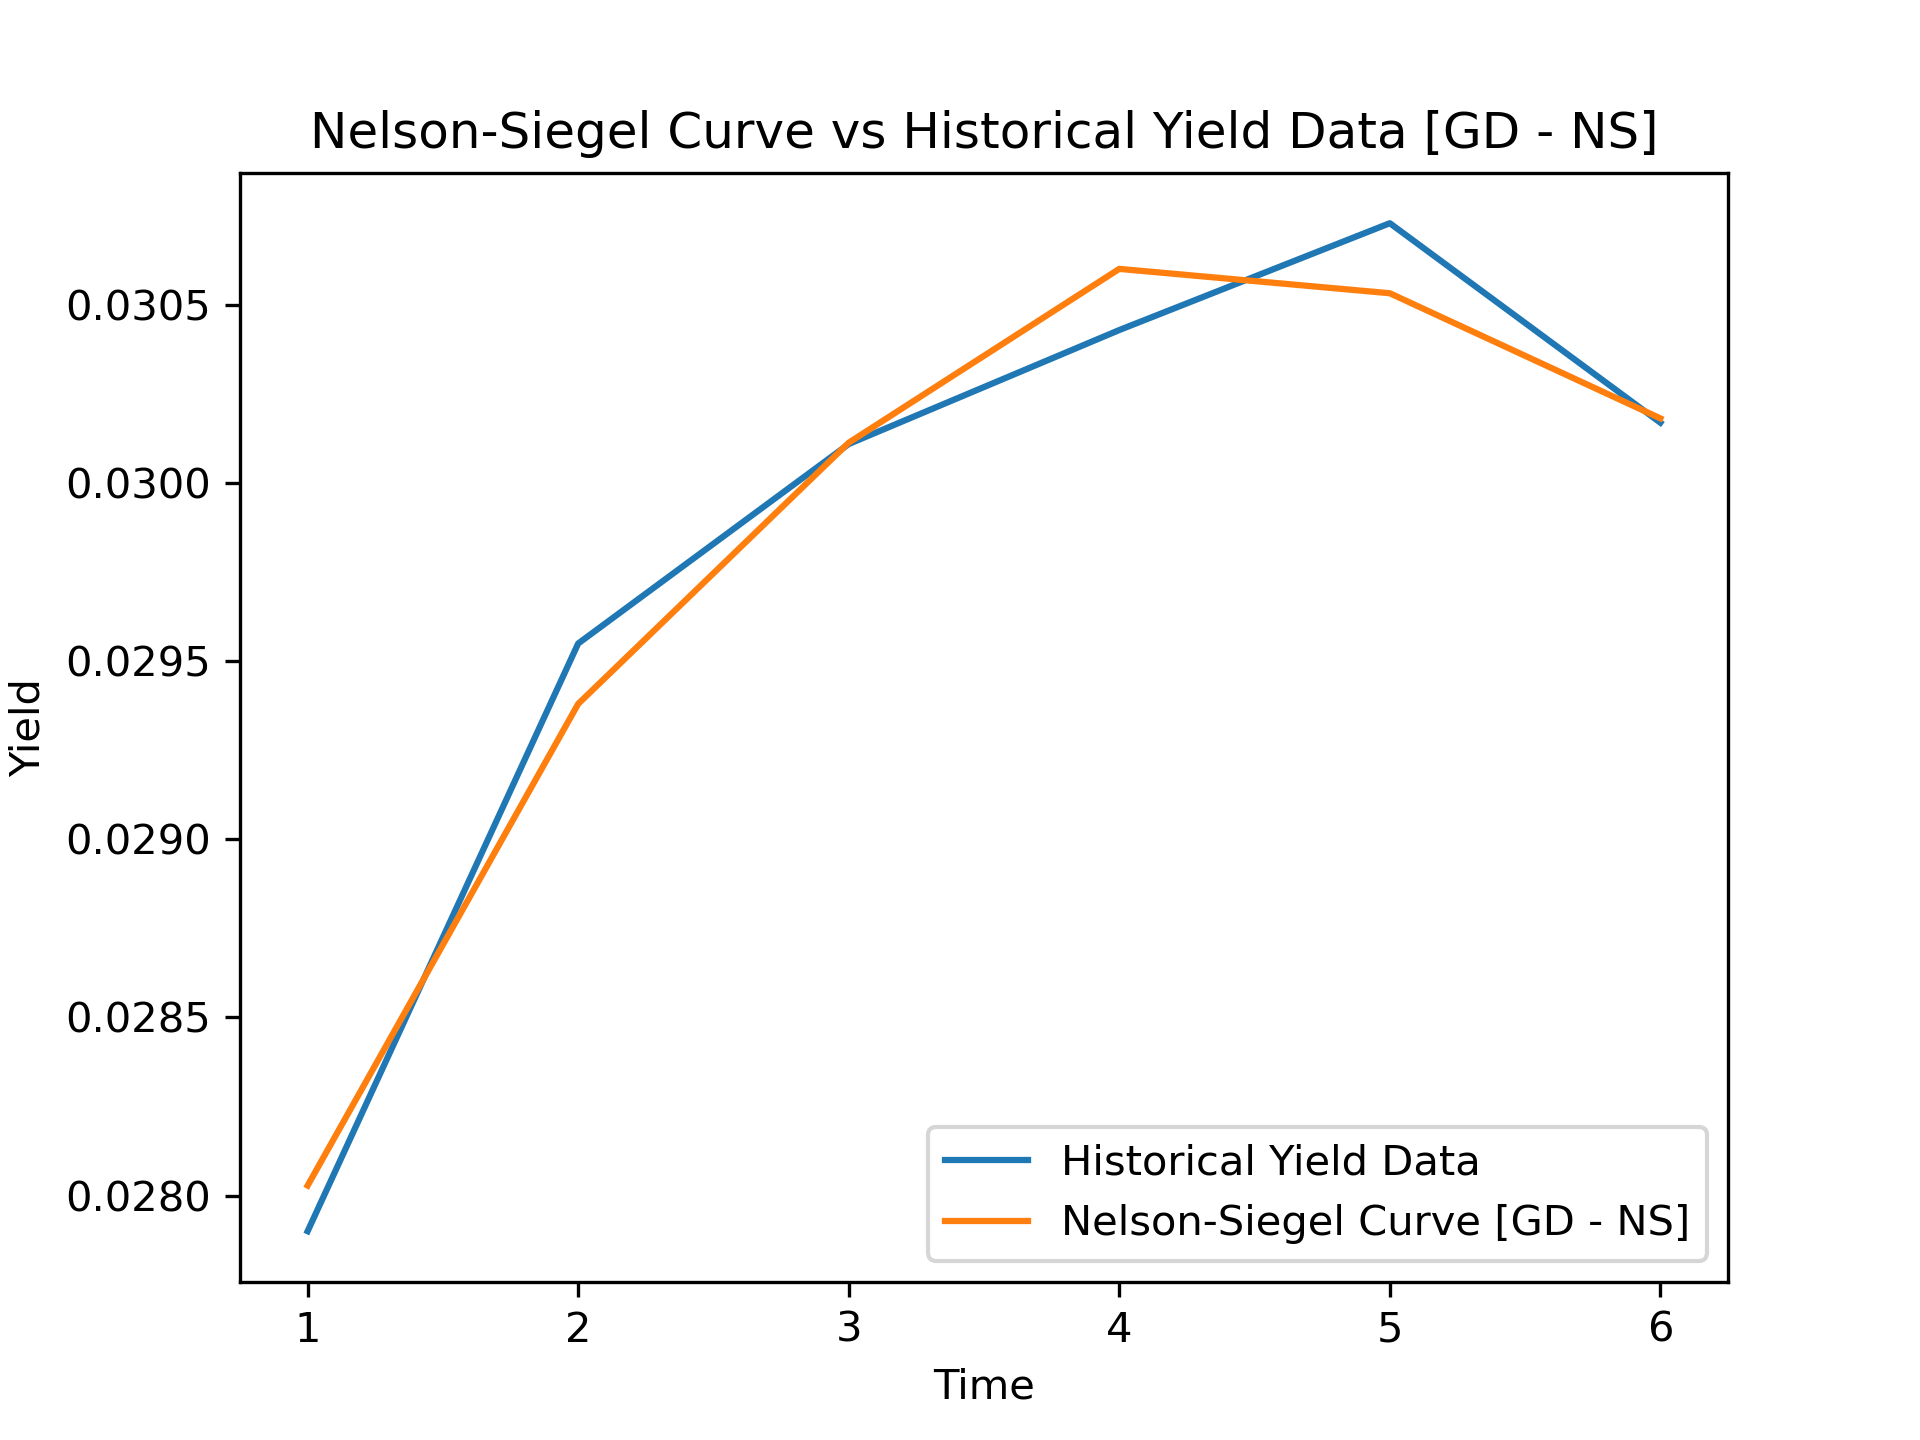 Nelson-Siegel Curve vs Historical Yield Data [GD - NS]
Yield
0.0305
0.0300
0.0295
0.0290
0.0285
0.0280
Historical Yield Data
Nelson-Siegel Curve [GD - NS]
1 2 3 4 5 6
Time